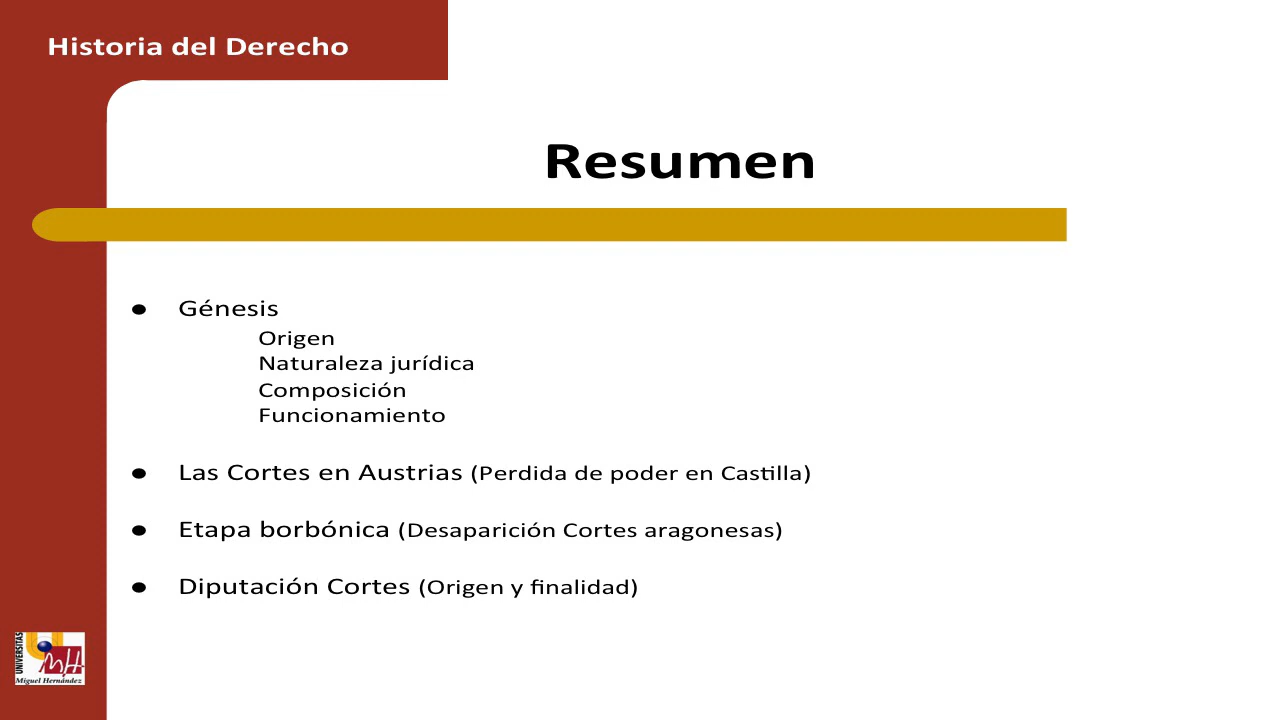 Historia del Derecho
Resumen
● Génesis
Origen
Naturaleza jurídica
Composición
Funcionamiento
● Las Cortes en Austrias (Perdida de poder en Castilla)
● Etapa borbónica (Desaparición Cortes aragonesas)
● Diputación Cortes (Origen y finalidad)
UNIVERSITAS
MH
Miguel Hernández